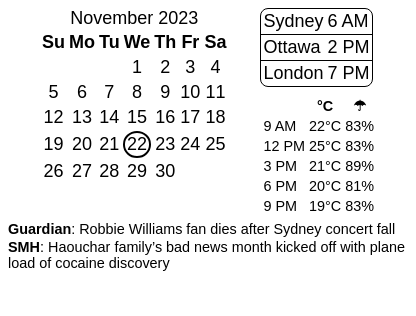 November 2023
Su Mo Tu We Th Fr Sa
1 2 3 4
5 6 7 8 9 10 11
12 13 14 15 16 17 18
19 20 21 22 23 24 25
26 27 28 29 30
Sydney 6 AM
Ottawa 2 PM
London 7 PM
°C ☂
9 AM 22°C 83%
12 PM 25°C 83%
3 PM 21°C 89%
6 PM 20°C 81%
9 PM 19°C 83%
Guardian: Robbie Williams fan dies after Sydney concert fall
SMH: Haouchar family’s bad news month kicked off with plane
load of cocaine discovery